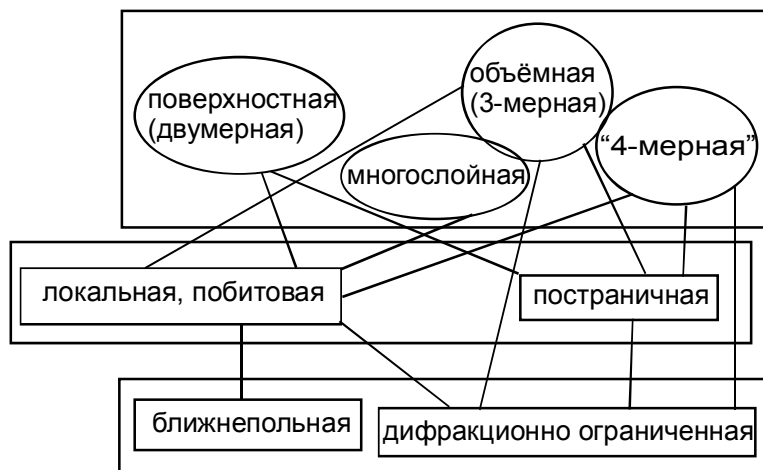 поверхностная
(двумерная)
объёмная
(3-мерная)
“4-мерная”
многослойная
локальная, побитовая
постраничная
ближнепольная
дифракционно ограниченная